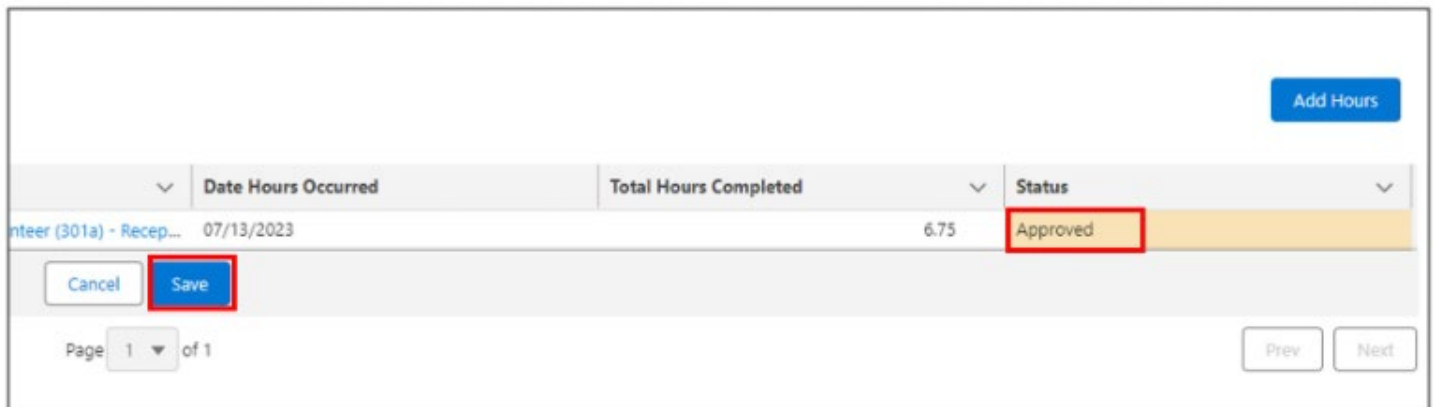 Add Hours
Date Hours Occurred Total Hours Completed Status
nteer (301a) - Recep... 07/13/2023 6.75 Approved
Cancel Save
Page 1 of 1 Prev Next